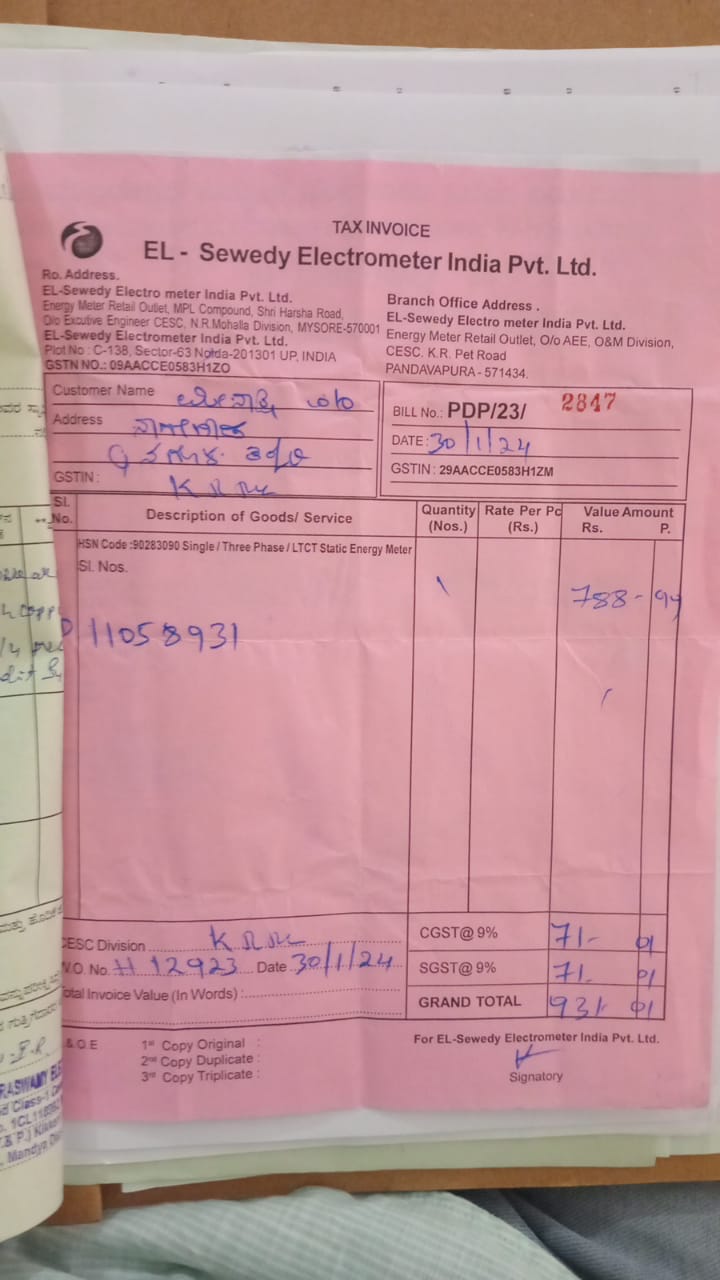 TAX INVOICE
EL - Sewedy Electrometer India Pvt. Ltd.
Ro. Address.
EL-Sewedy Electro meter India Pvt. Ltd.
Energy Meter Retail Outlet, MPL Compound, Shri Harsha Road,
O/o Excutive Engineer CESC, N.R.Mohalla Division, MYSORE-570001
EL-Sewedy Electrometer India Pvt. Ltd.
Plot No : C-138, Sector-63 Noida-201301 UP, INDIA
GSTN NO.: 09AACCE0583H1ZO
Branch Office Address .
EL-Sewedy Electro meter India Pvt. Ltd.
Energy Meter Retail Outlet, O/o AEE, O&M Division,
CESC. K.R. Pet Road
PANDAVAPURA - 571434.
Customer Name
Address
GSTIN :
BILL No.: PDP/23/ 2847
DATE : 30/1/24
GSTIN : 29AACCE0583H1ZM
Sl. No. Description of Goods/ Service Quantity (Nos.) Rate Per Pc (Rs.) Value Amount Rs. P.
HSN Code :90283090 Single / Three Phase / LTCT Static Energy Meter
Sl. Nos.
1 788 - 99
11058931
CESC Division
CGST@ 9% 71- 01
W.O. No. H 12923 Date 30/1/24
SGST@ 9% 71- 01
Total Invoice Value (In Words) :
GRAND TOTAL 931- 01
& O.E
1st Copy Original :
2nd Copy Duplicate :
3rd Copy Triplicate :
For EL-Sewedy Electrometer India Pvt. Ltd.
Signatory